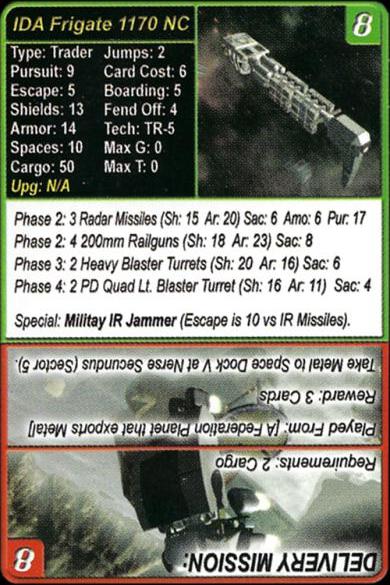 IDA Frigate 1170 NC
8
Type: Trader Jumps: 2
Pursuit: 9 Card Cost: 6
Escape: 5 Boarding: 5
Shields: 13 Fend Off: 4
Armor: 14 Tech: TR-5
Spaces: 10 Max G: 0
Cargo: 50 Max T: 0
Upg: N/A
Phase 2: 3 Radar Missiles (Sh: 15 Ar: 20) Sac: 6 Amo: 6 Pur: 17
Phase 2: 4 200mm Railguns (Sh: 18 Ar: 23) Sac: 8
Phase 3: 2 Heavy Blaster Turrets (Sh: 20 Ar: 16) Sac: 6
Phase 4: 2 PD Quad Lt. Blaster Turret (Sh: 16 Ar: 11) Sac: 4
Special: Militay IR Jammer (Escape is 10 vs IR Missiles).
DELIVERY MISSION:
8
Requirements: 2 Cargo
Played From: [A Federation Planet that exports Metal]
Reward: 3 Cards
Take Metal to Space Dock V at Nerse Secundus (Sector 5).